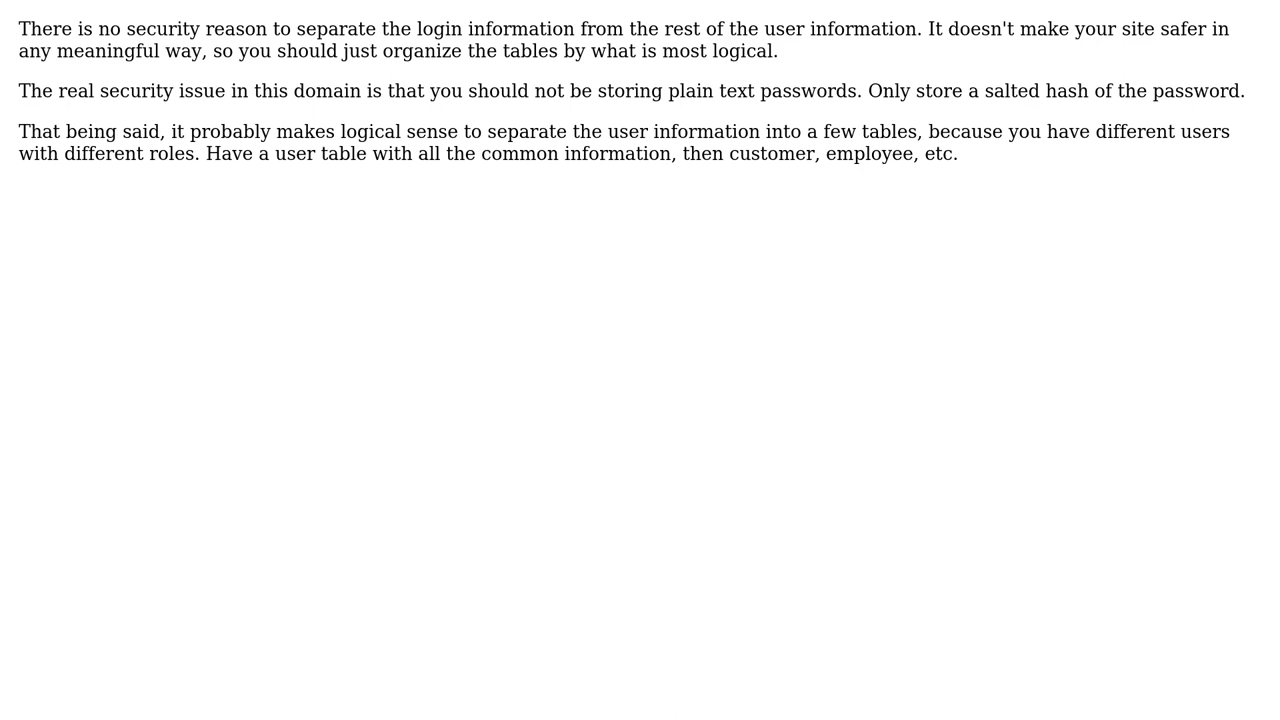 There is no security reason to separate the login information from the rest of the user information. It doesn't make your site safer in
any meaningful way, so you should just organize the tables by what is most logical.
The real security issue in this domain is that you should not be storing plain text passwords. Only store a salted hash of the password.
That being said, it probably makes logical sense to separate the user information into a few tables, because you have different users
with different roles. Have a user table with all the common information, then customer, employee, etc.